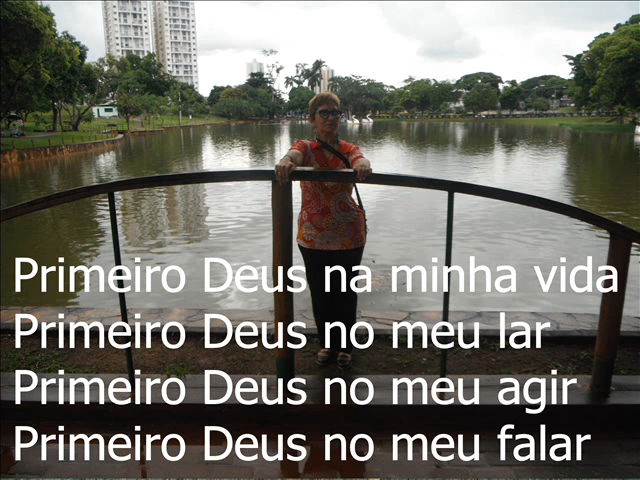 Primeiro Deus na minha vida
Primeiro Deus no meu lar
Primeiro Deus no meu agir
Primeiro Deus no meu falar